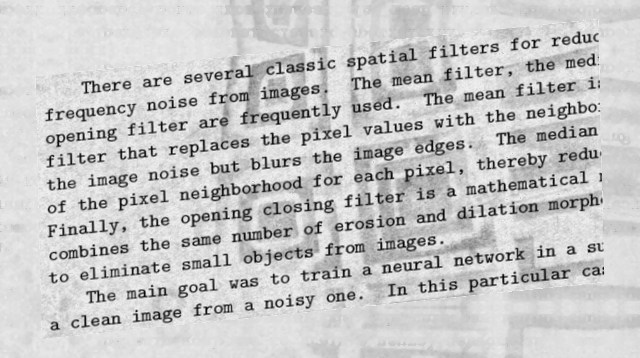 There are several classic spatial filters for reduc
frequency noise from images. The mean filter, the med
opening filter are frequently used. The mean filter i
filter that replaces the pixel values with the neighbo
the image noise but blurs the image edges. The median
of the pixel neighborhood for each pixel, thereby redu
Finally, the opening closing filter is a mathematical
combines the same number of erosion and dilation morph
to eliminate small objects from images.
The main goal was to train a neural network in a su
a clean image from a noisy one. In this particular ca